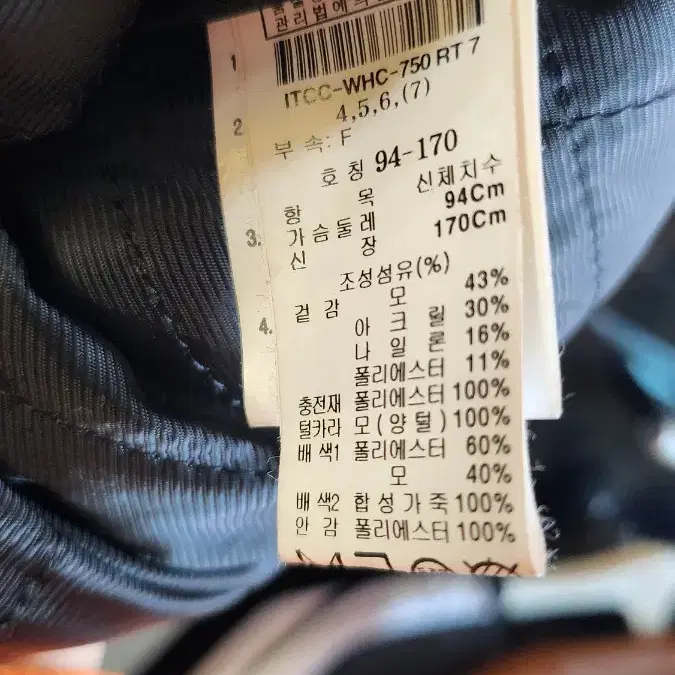 관리법에의
1
ITCC-WHC-750 RT 7
4,5,6,(7)
2
부 속: F
호 칭 94-170
항 목 신체치수
3. 가슴둘레 94Cm
신 장 170Cm
조성섬유(%)
4. 겉 감 모 43%
아 크 릴 30%
나 일 론 16%
폴리에스터 11%
충전재 폴리에스터 100%
털카라 모(양털) 100%
배 색1 폴리에스터 60%
모 40%
배 색2 합성가죽 100%
안 감 폴리에스터 100%